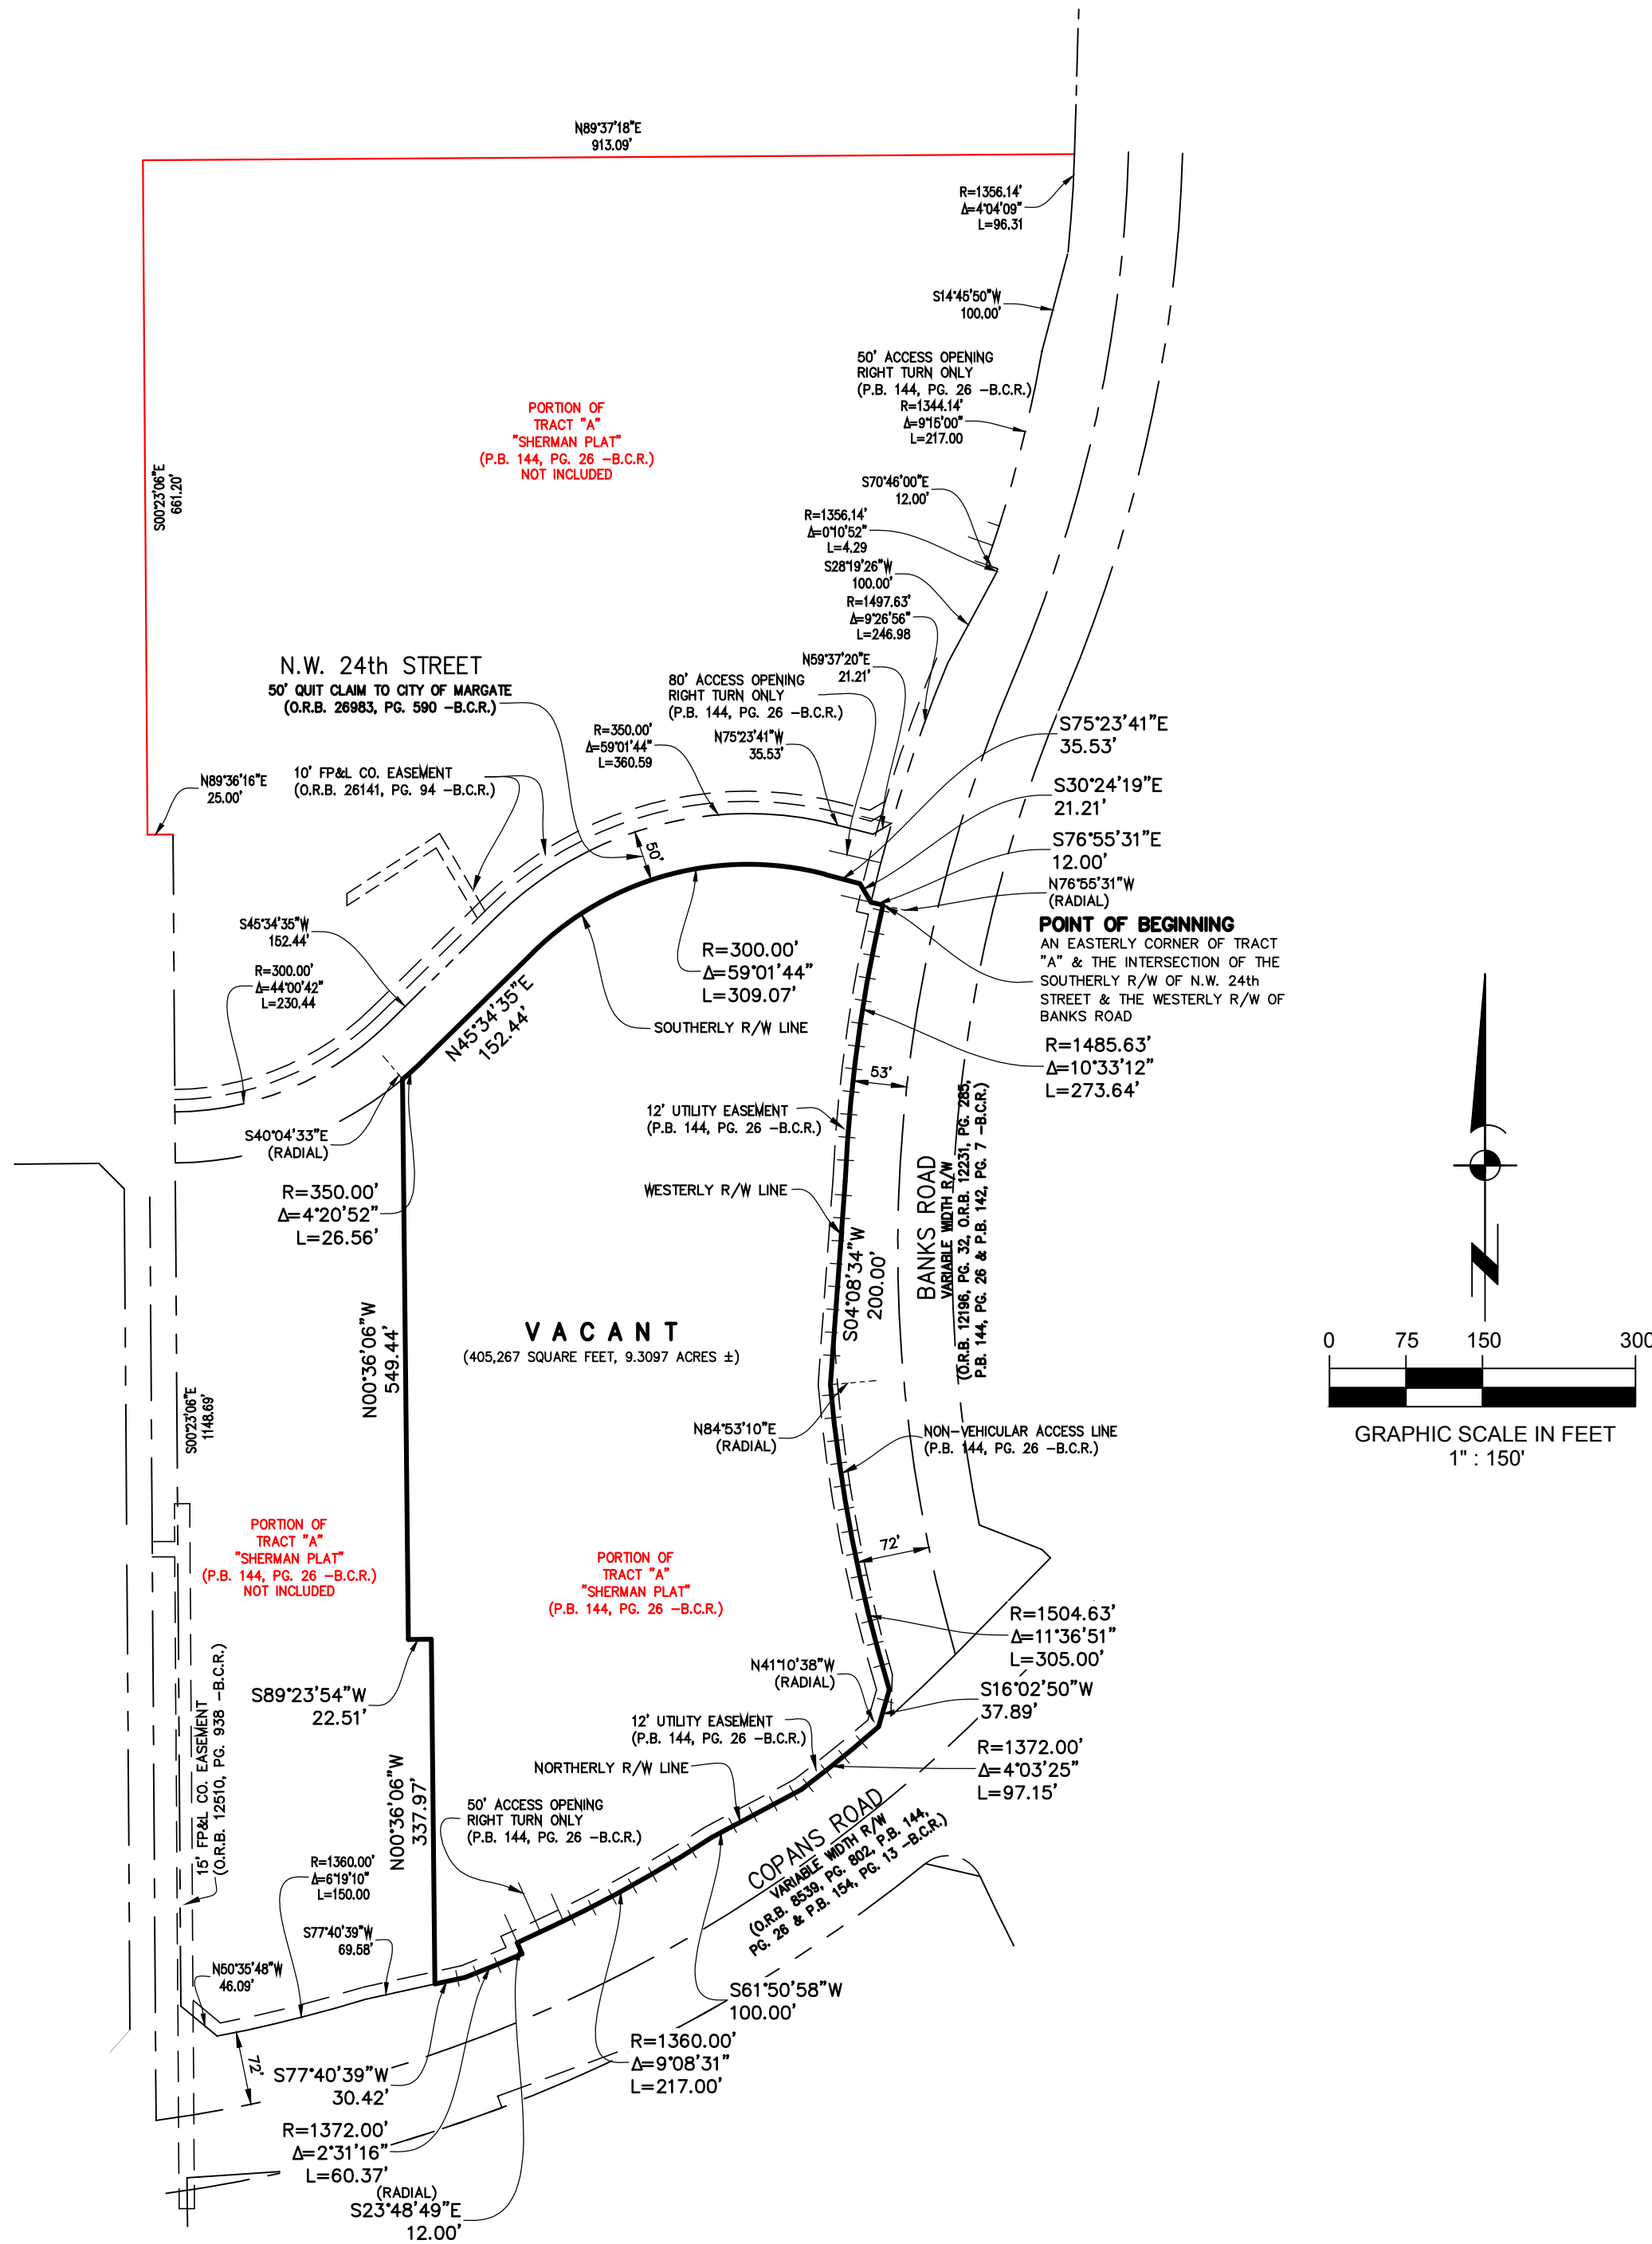 N89°37'18"E
913.09'
R=1356.14'
Δ=4°04'09"
L=96.31
S14°45'50"W
100.00'
50' ACCESS OPENING
RIGHT TURN ONLY
(P.B. 144, PG. 26 -B.C.R.)
R=1344.14'
Δ=9°15'00"
L=217.00
PORTION OF
TRACT "A"
"SHERMAN PLAT"
(P.B. 144, PG. 26 -B.C.R.)
NOT INCLUDED
S00°23'06"E
661.20'
S70°46'00"E
12.00'
R=1356.14'
Δ=0°10'52"
L=4.29
S28°19'26"W
100.00'
R=1497.63'
Δ=9°26'56"
L=246.98
N59°37'20"E
21.21'
N.W. 24th STREET
50' QUIT CLAIM TO CITY OF MARGATE
(O.R.B. 26983, PG. 590 -B.C.R.)
80' ACCESS OPENING
RIGHT TURN ONLY
(P.B. 144, PG. 26 -B.C.R.)
R=350.00'
Δ=59°01'44"
L=360.59
N75°23'41"W
35.53'
S75°23'41"E
35.53'
N89°36'16"E
25.00'
10' FP&L CO. EASEMENT
(O.R.B. 26141, PG. 94 -B.C.R.)
S30°24'19"E
21.21'
50'
S76°55'31"E
12.00'
N76°55'31"W
(RADIAL)
POINT OF BEGINNING
AN EASTERLY CORNER OF TRACT
"A" & THE INTERSECTION OF THE
SOUTHERLY R/W OF N.W. 24th
STREET & THE WESTERLY R/W OF
BANKS ROAD
S45°34'35"W
152.44'
R=300.00'
Δ=44°00'42"
L=230.44
R=300.00'
Δ=59°01'44"
L=309.07'
N45°34'35"E
152.44'
SOUTHERLY R/W LINE
R=1485.63'
Δ=10°33'12"
L=273.64'
53'
12' UTILITY EASEMENT
(P.B. 144, PG. 26 -B.C.R.)
S40°04'33"E
(RADIAL)
R=350.00'
Δ=4°20'52"
L=26.56'
WESTERLY R/W LINE
S04°08'34"W
200.00'
BANKS ROAD
VARIABLE WIDTH R/W
(O.R.B. 12196, PG. 32, O.R.B. 12231, PG. 285,
P.B. 144, PG. 26 & P.B. 142, PG. 7 -B.C.R.)
N00°36'06"W
549.44'
VACANT
(405,267 SQUARE FEET, 9.3097 ACRES ±)
0 75 150 300
GRAPHIC SCALE IN FEET
1" : 150'
S00°23'06"E
1148.69'
N84°53'10"E
(RADIAL)
NON-VEHICULAR ACCESS LINE
(P.B. 144, PG. 26 -B.C.R.)
PORTION OF
TRACT "A"
"SHERMAN PLAT"
(P.B. 144, PG. 26 -B.C.R.)
NOT INCLUDED
PORTION OF
TRACT "A"
"SHERMAN PLAT"
(P.B. 144, PG. 26 -B.C.R.)
72'
R=1504.63'
Δ=11°36'51"
L=305.00'
N41°10'38"W
(RADIAL)
S16°02'50"W
37.89'
S89°23'54"W
22.51'
15' FP&L CO. EASEMENT
(O.R.B. 12510, PG. 938 -B.C.R.)
12' UTILITY EASEMENT
(P.B. 144, PG. 26 -B.C.R.)
NORTHERLY R/W LINE
R=1372.00'
Δ=4°03'25"
L=97.15'
N00°36'06"W
337.97'
50' ACCESS OPENING
RIGHT TURN ONLY
(P.B. 144, PG. 26 -B.C.R.)
COPANS ROAD
VARIABLE WIDTH R/W
(O.R.B. 8539, PG. 802, P.B. 144,
PG. 26 & P.B. 154, PG. 13 -B.C.R.)
R=1360.00'
Δ=6°19'10"
L=150.00
S77°40'39"W
69.58'
N50°35'48"W
46.09'
S61°50'58"W
100.00'
R=1360.00'
Δ=9°08'31"
L=217.00'
72'
S77°40'39"W
30.42'
R=1372.00'
Δ=2°31'16"
L=60.37'
(RADIAL)
S23°48'49"E
12.00'